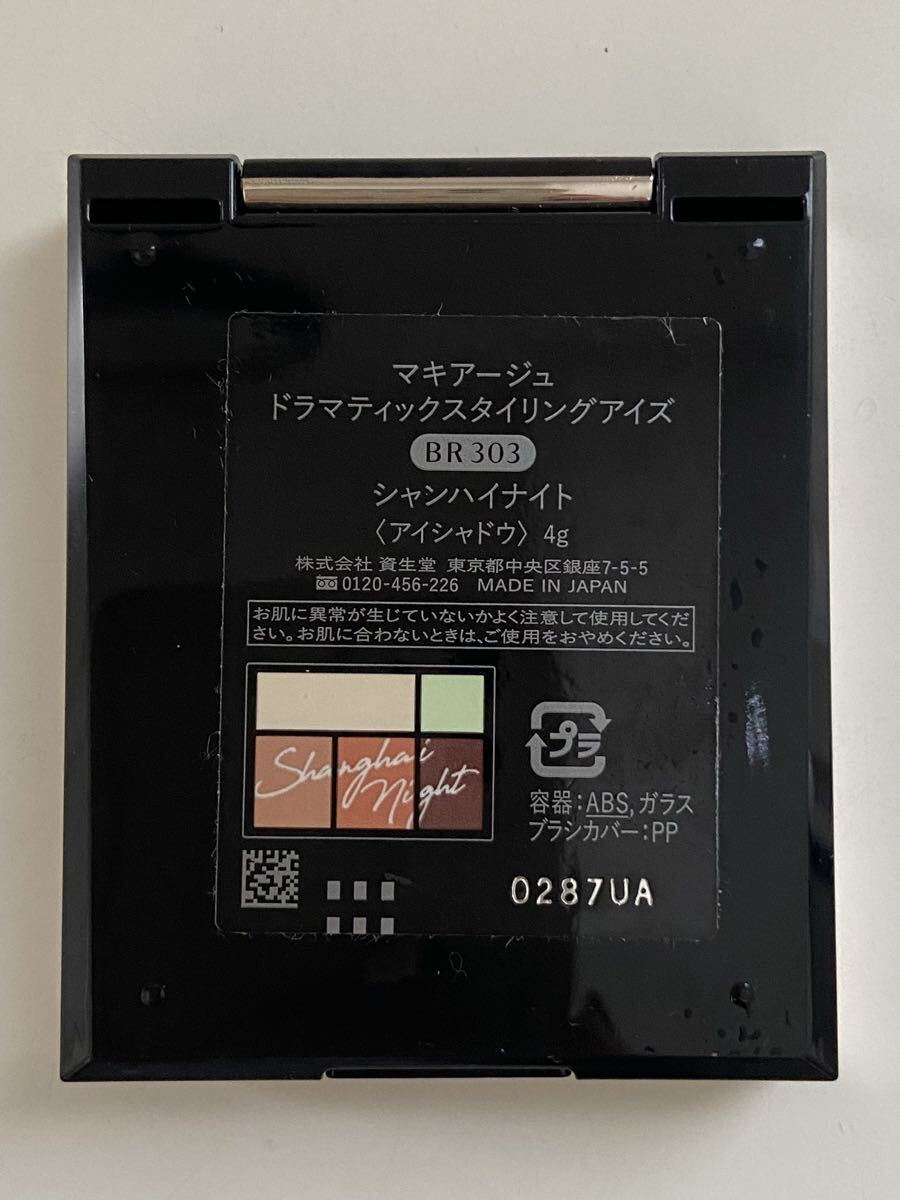 マキアージュ
ドラマティックスタイリングアイズ
BR 303
シャンハイナイト
〈アイシャドウ〉 4g
株式会社 資生堂 東京都中央区銀座7-5-5
0120-456-226 MADE IN JAPAN
お肌に異常が生じていないかよく注意して使用してくだ
さい。お肌に合わないときは、ご使用をおやめください。
Shanghai
Night
プラ
容器:ABS,ガラス
ブラシカバー:PP
0287UA